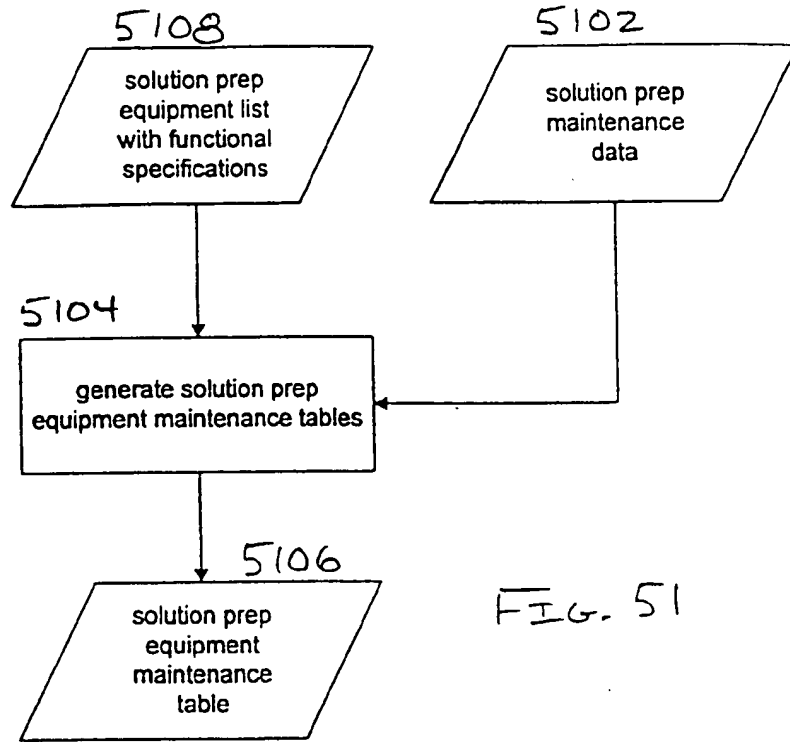 5108
solution prep
equipment list
with functional
specifications
5102
solution prep
maintenance
data
5104
generate solution prep
equipment maintenance tables
5106
solution prep
equipment
maintenance
table
FIG. 51